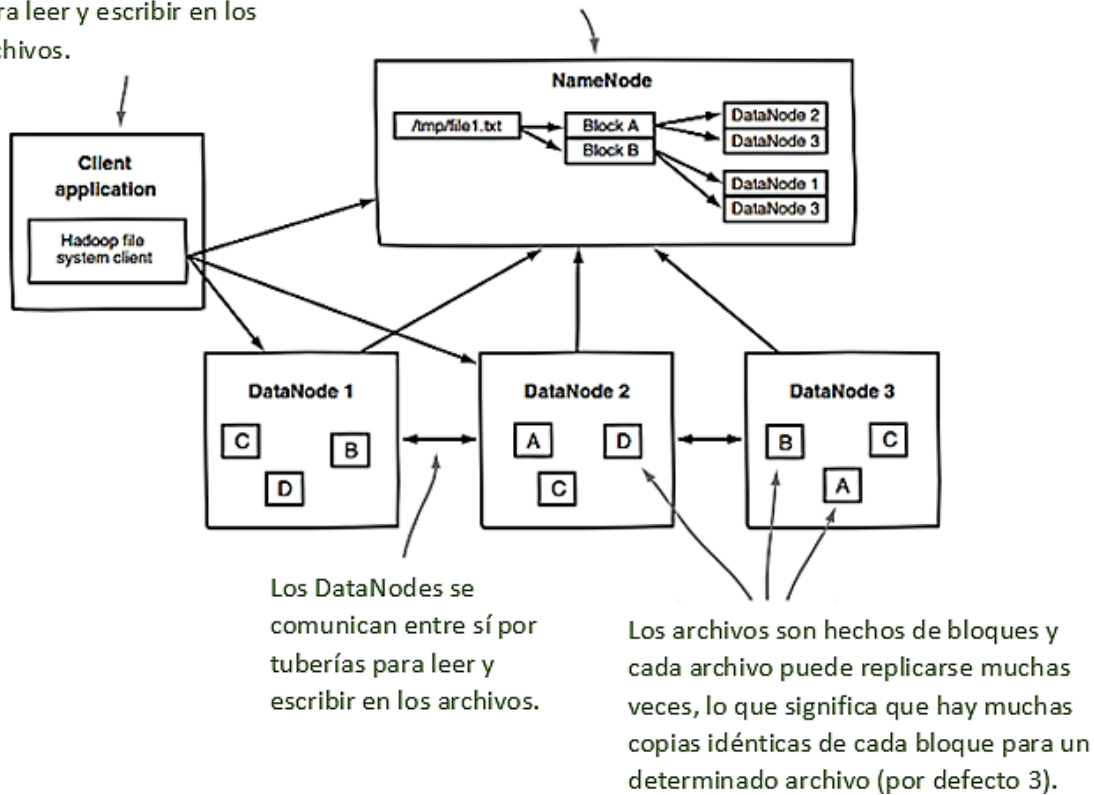 leer y escribir en los
NameNode
/tmp/file1.txt
Block A
Block B
DataNode 2
DataNode 3
DataNode 1
DataNode 3
Client
application
Hadoop file
system client
DataNode 1
C
B
D
DataNode 2
A
D
C
DataNode 3
B
C
A
Los DataNodes se
comunican entre sí por
tuberías para leer y
escribir en los archivos.
Los archivos son hechos de bloques y
cada archivo puede replicarse muchas
veces, lo que significa que hay muchas
copias idénticas de cada bloque para un
determinado archivo (por defecto 3).